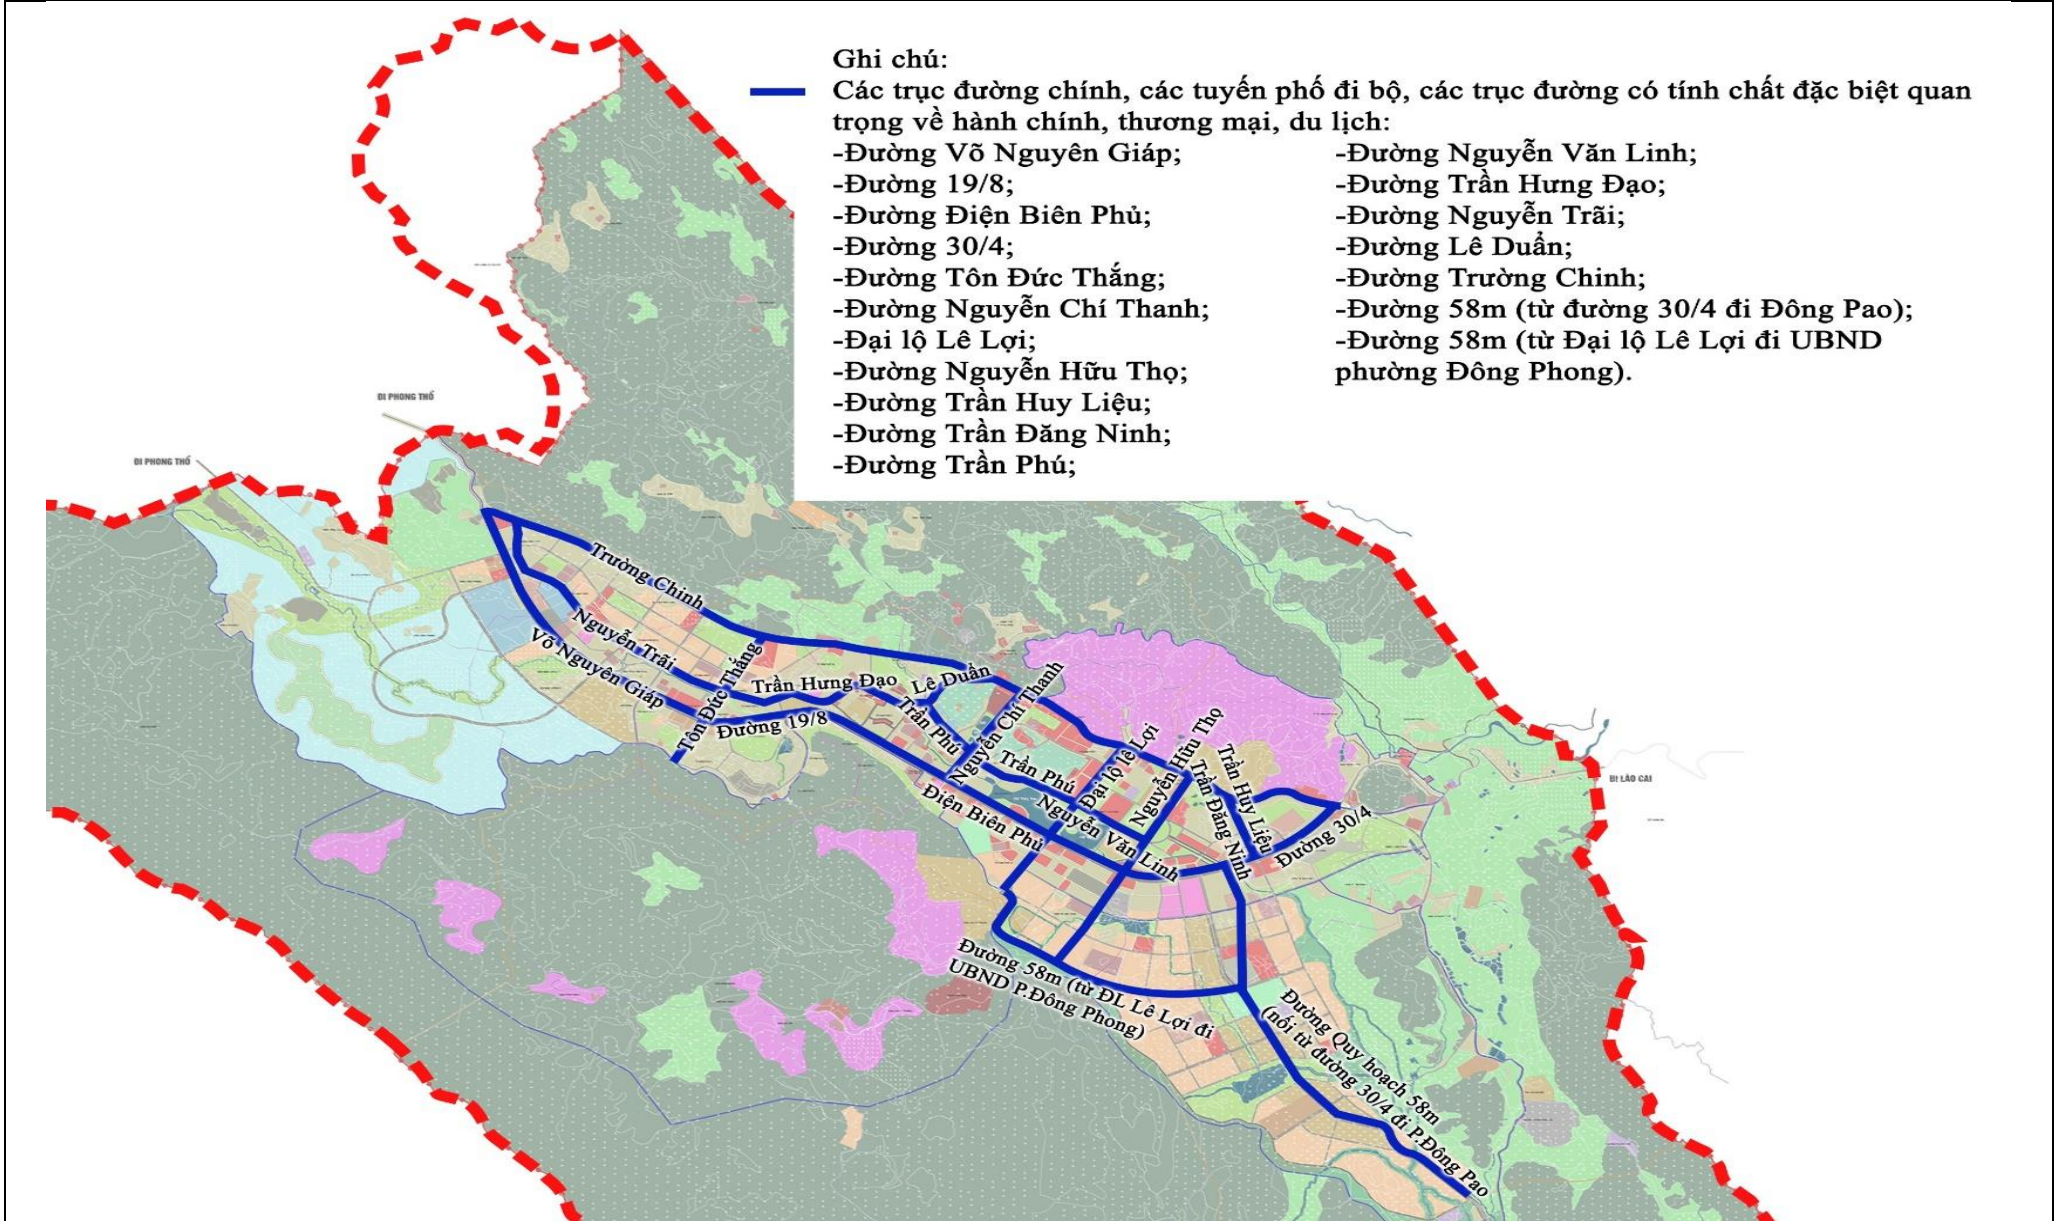 Ghi chú:
Các trục đường chính, các tuyến phố đi bộ, các trục đường có tính chất đặc biệt quan
trọng về hành chính, thương mại, du lịch:
-Đường Võ Nguyên Giáp;
-Đường 19/8;
-Đường Điện Biên Phủ;
-Đường 30/4;
-Đường Tôn Đức Thắng;
-Đường Nguyễn Chí Thanh;
-Đại lộ Lê Lợi;
-Đường Nguyễn Hữu Thọ;
-Đường Trần Huy Liệu;
-Đường Trần Đăng Ninh;
-Đường Trần Phú;
-Đường Nguyễn Văn Linh;
-Đường Trần Hưng Đạo;
-Đường Nguyễn Trãi;
-Đường Lê Duẩn;
-Đường Trường Chinh;
-Đường 58m (từ đường 30/4 đi Đông Pao);
-Đường 58m (từ Đại lộ Lê Lợi đi UBND
phường Đông Phong).
ĐI PHONG THỔ
ĐI PHONG THỔ
Trường Chinh
Nguyễn Trãi
Võ Nguyên Giáp
Tôn Đức Thắng
Trần Hưng Đạo
Lê Duẩn
Đường 19/8
Trần Phú
Nguyễn Chí Thanh
Trần Phú
Đại lộ lê Lợi
Nguyễn Hữu Thọ
Trần Huy Liệu
Trần Đăng Ninh
ĐI LÀO CAI
Điện Biên Phủ
Nguyễn Văn Linh
Đường 30/4
Đường 58m (từ ĐL Lê Lợi đi
UBND P.Đông Phong)
Đường Quy hoạch 58m
(nối từ đường 30/4 đi P.Đông Pao